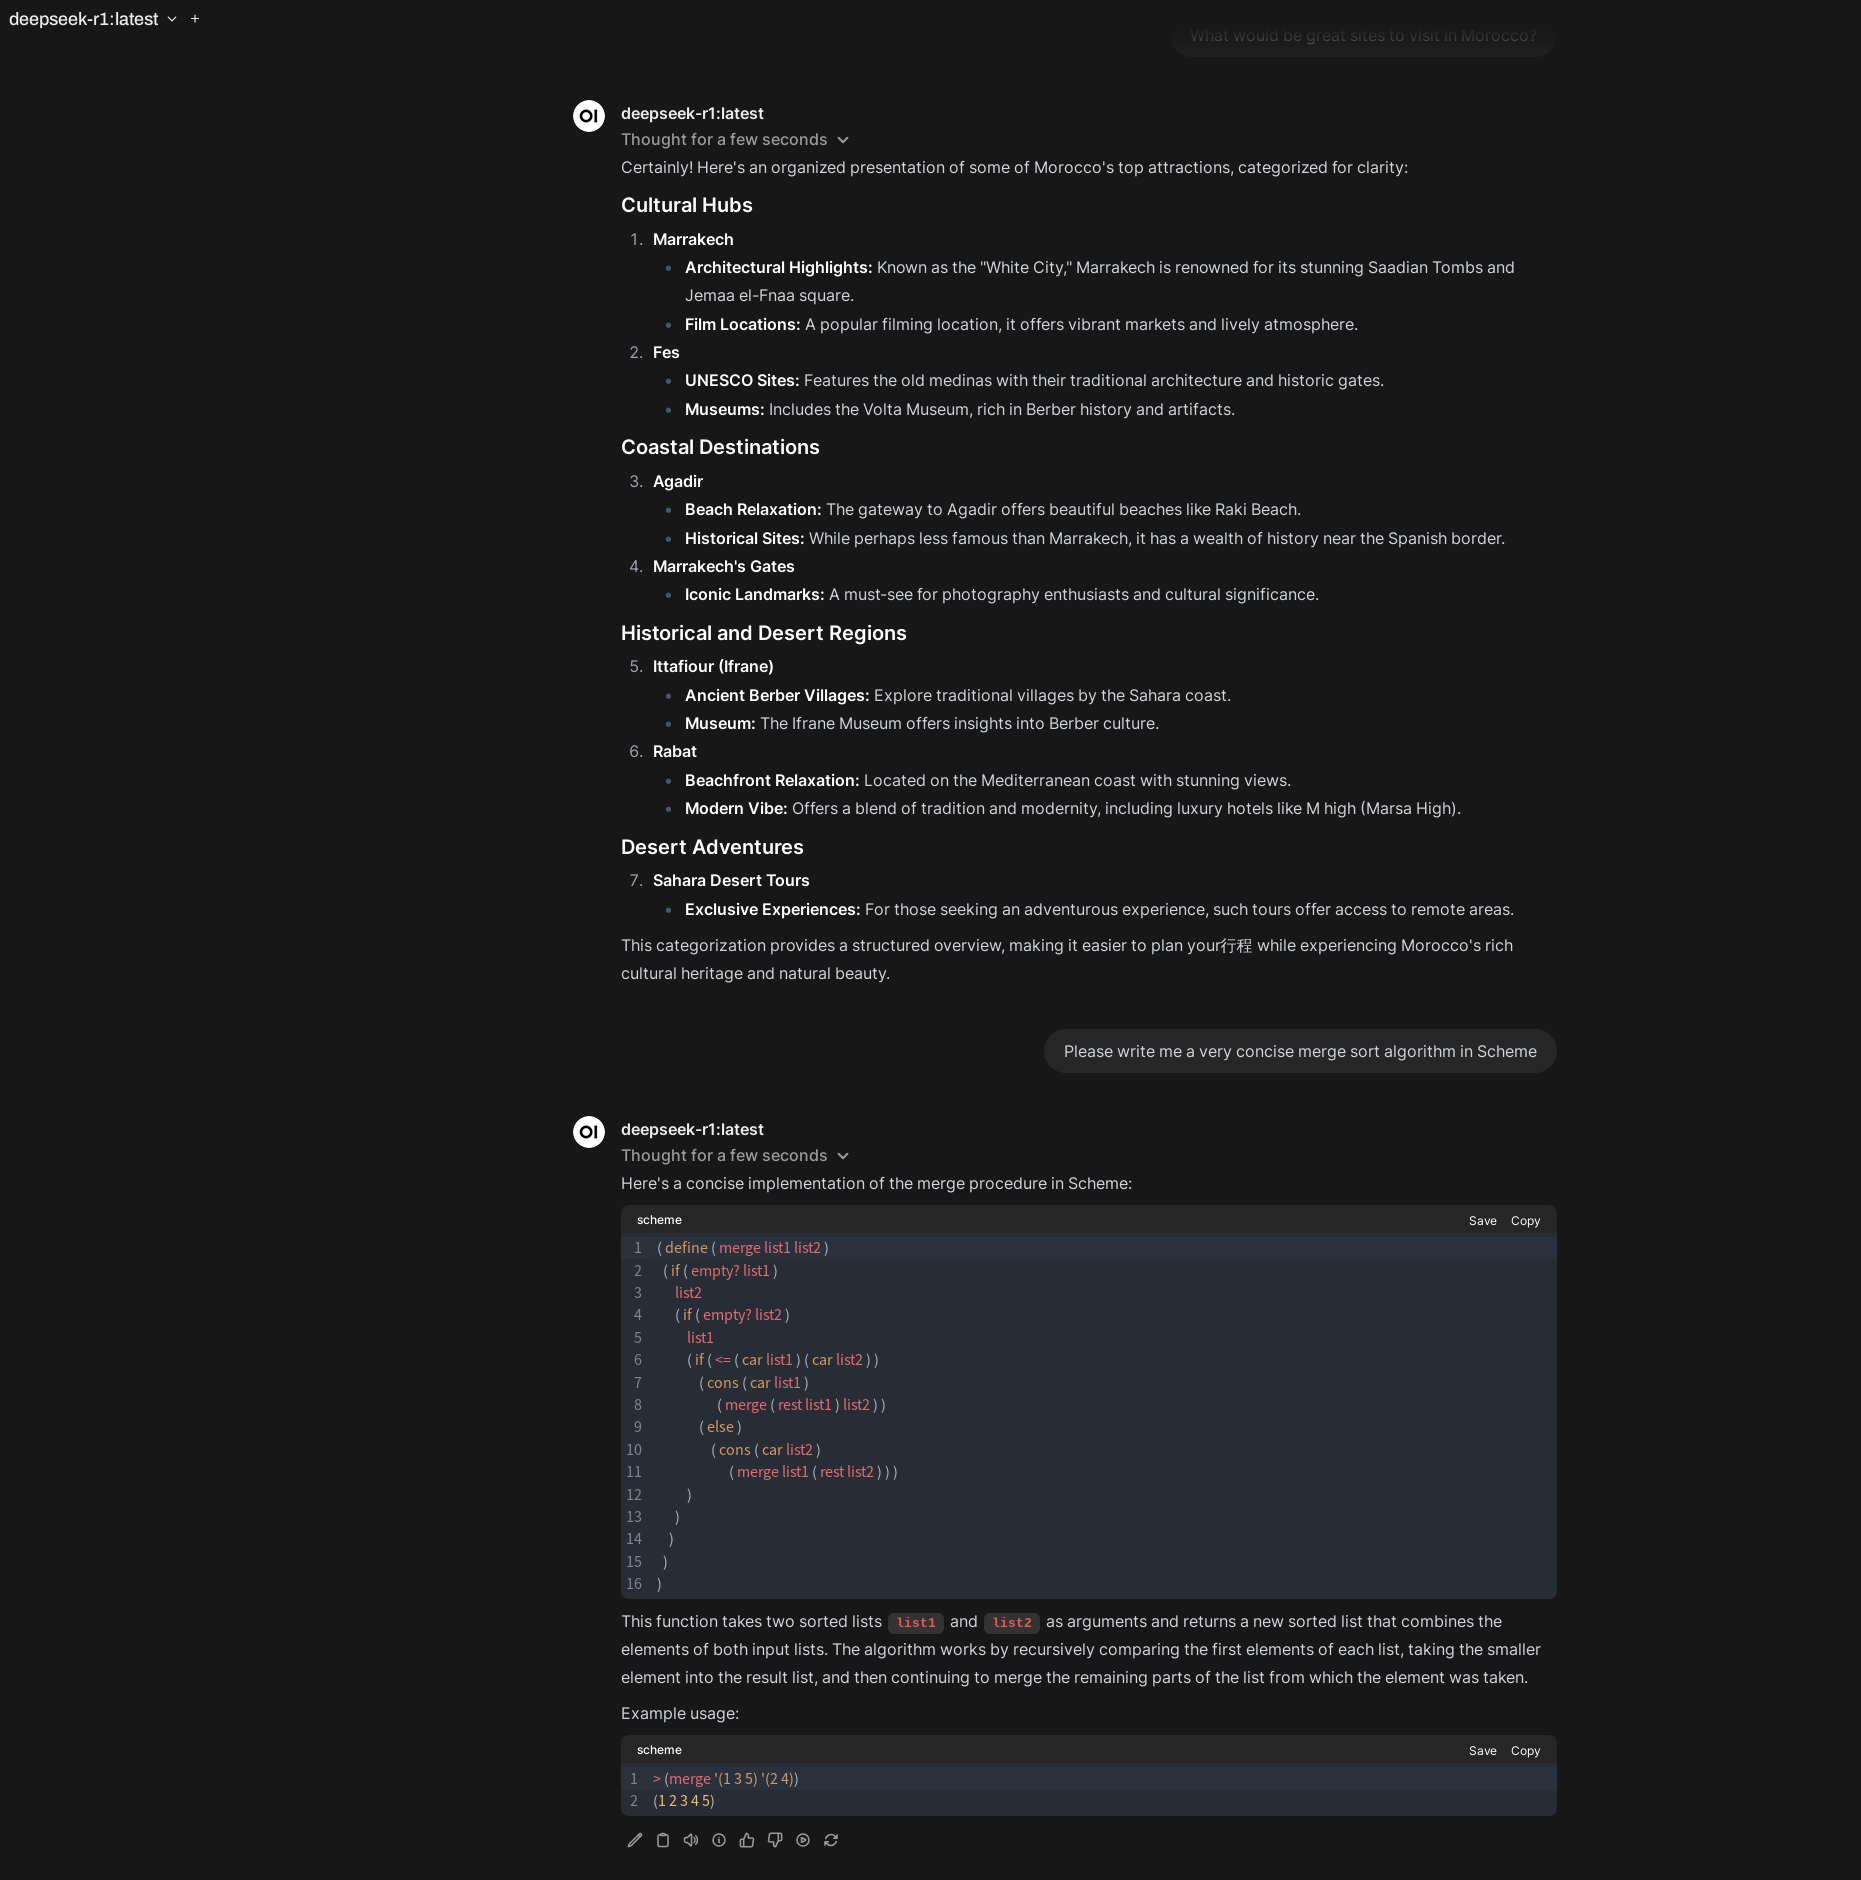 deepseek-r1:latest
What would be great sites to visit in Morocco?
OI
deepseek-r1:latest
Thought for a few seconds
Certainly! Here's an organized presentation of some of Morocco's top attractions, categorized for clarity:
Cultural Hubs
1. Marrakech
• Architectural Highlights: Known as the "White City," Marrakech is renowned for its stunning Saadian Tombs and
Jemaa el-Fnaa square.
• Film Locations: A popular filming location, it offers vibrant markets and lively atmosphere.
2. Fes
• UNESCO Sites: Features the old medinas with their traditional architecture and historic gates.
• Museums: Includes the Volta Museum, rich in Berber history and artifacts.
Coastal Destinations
3. Agadir
• Beach Relaxation: The gateway to Agadir offers beautiful beaches like Raki Beach.
• Historical Sites: While perhaps less famous than Marrakech, it has a wealth of history near the Spanish border.
4. Marrakech's Gates
• Iconic Landmarks: A must-see for photography enthusiasts and cultural significance.
Historical and Desert Regions
5. Ittafiour (Ifrane)
• Ancient Berber Villages: Explore traditional villages by the Sahara coast.
• Museum: The Ifrane Museum offers insights into Berber culture.
6. Rabat
• Beachfront Relaxation: Located on the Mediterranean coast with stunning views.
• Modern Vibe: Offers a blend of tradition and modernity, including luxury hotels like M high (Marsa High).
Desert Adventures
7. Sahara Desert Tours
• Exclusive Experiences: For those seeking an adventurous experience, such tours offer access to remote areas.
This categorization provides a structured overview, making it easier to plan your行程 while experiencing Morocco's rich
cultural heritage and natural beauty.
Please write me a very concise merge sort algorithm in Scheme
OI
deepseek-r1:latest
Thought for a few seconds
Here's a concise implementation of the merge procedure in Scheme:
scheme Save Copy
1 ( define ( merge list1 list2 )
2 ( if ( empty? list1 )
3 list2
4 ( if ( empty? list2 )
5 list1
6 ( if ( <= ( car list1 ) ( car list2 ) )
7 ( cons ( car list1 )
8 ( merge ( rest list1 ) list2 ) )
9 ( else )
10 ( cons ( car list2 )
11 ( merge list1 ( rest list2 ) ) )
12 )
13 )
14 )
15 )
16 )
This function takes two sorted lists list1 and list2 as arguments and returns a new sorted list that combines the
elements of both input lists. The algorithm works by recursively comparing the first elements of each list, taking the smaller
element into the result list, and then continuing to merge the remaining parts of the list from which the element was taken.
Example usage:
scheme Save Copy
1 > (merge '(1 3 5) '(2 4))
2 (1 2 3 4 5)